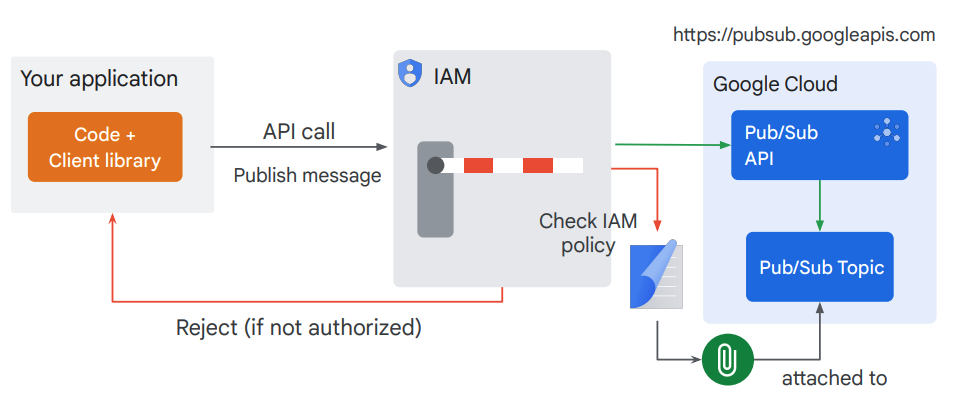 https://pubsub.googleapis.com
Your application
Code +
Client library
API call
Publish message
IAM
Check IAM
policy
Reject (if not authorized)
Google Cloud
Pub/Sub
API
Pub/Sub Topic
attached to